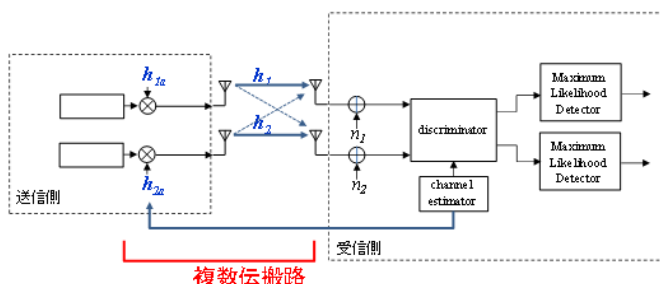 h1a
h1
h2
h2a
n1
n2
discriminator
channel
estimator
Maximum
Likelihood
Detector
Maximum
Likelihood
Detector
送信側
受信側
複数伝搬路